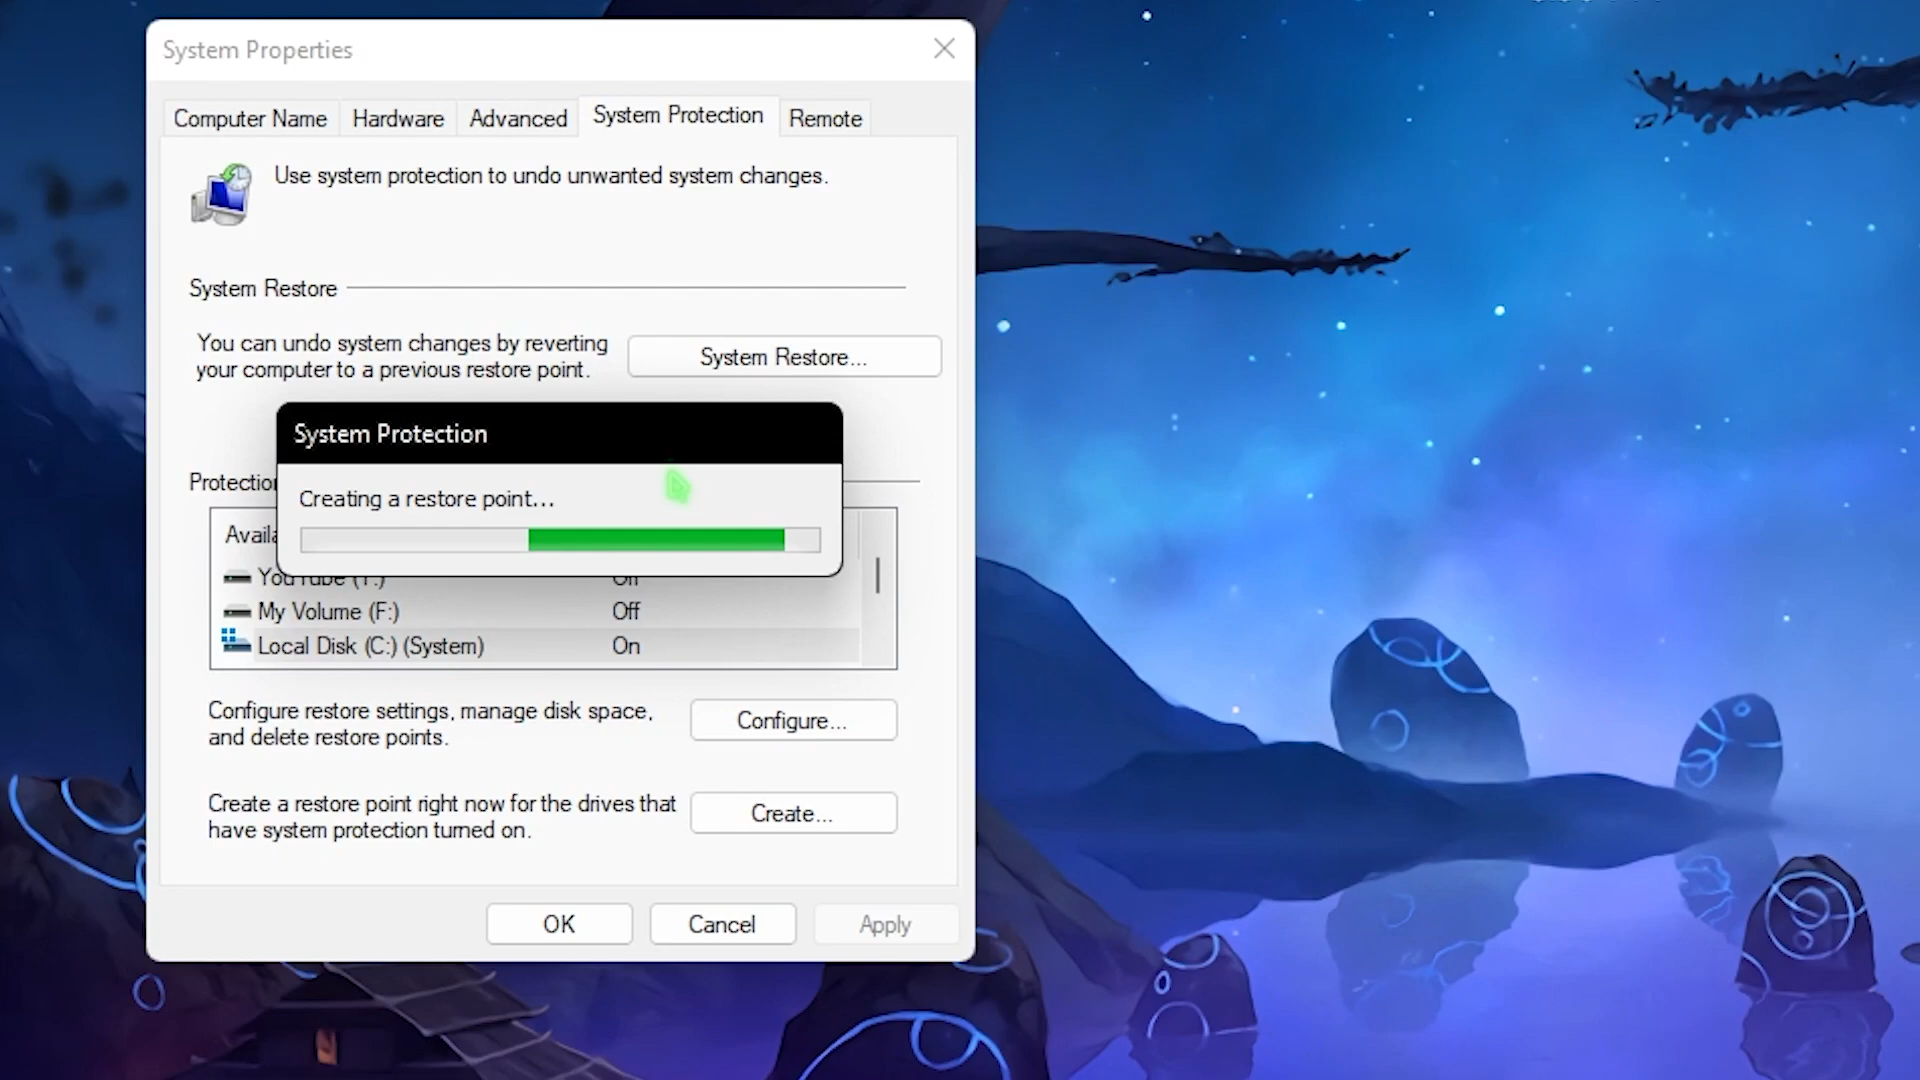 System Properties
Computer Name
Hardware
Advanced
System Protection
Remote
Use system protection to undo unwanted system changes.
System Restore
You can undo system changes by reverting
your computer to a previous restore point.
System Restore...
System Protection
Creating a restore point...
My Volume (F:) Off
Local Disk (C:) (System) On
Configure restore settings, manage disk space,
and delete restore points.
Configure...
Create a restore point right now for the drives that
have system protection turned on.
Create...
OK
Cancel
Apply